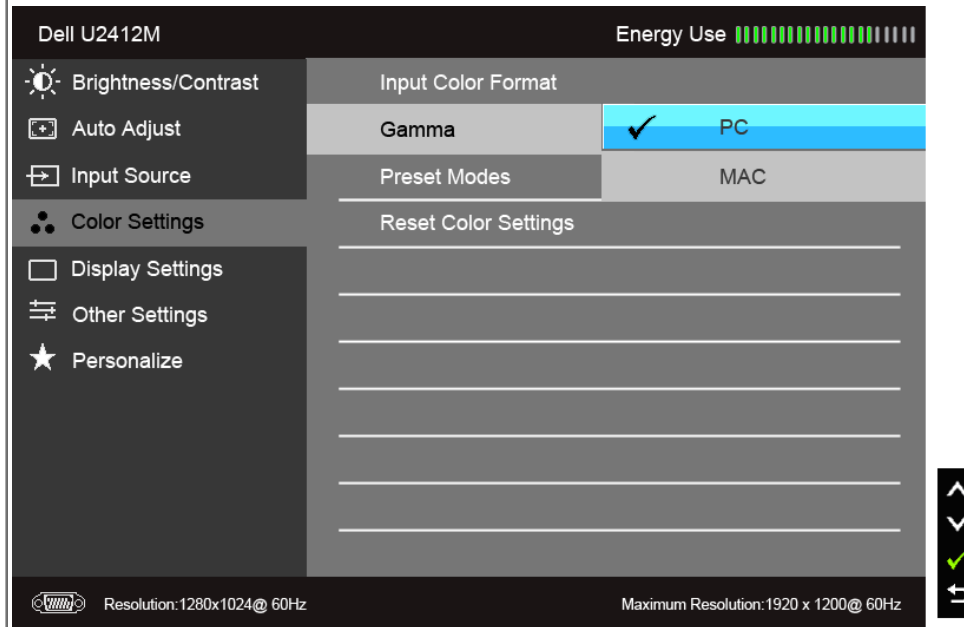 Dell U2412M
Energy Use
Brightness/Contrast
Auto Adjust
Input Source
Color Settings
Display Settings
Other Settings
Personalize
Input Color Format
Gamma
PC
Preset Modes
MAC
Reset Color Settings
Resolution:1280x1024@ 60Hz
Maximum Resolution:1920 x 1200@ 60Hz